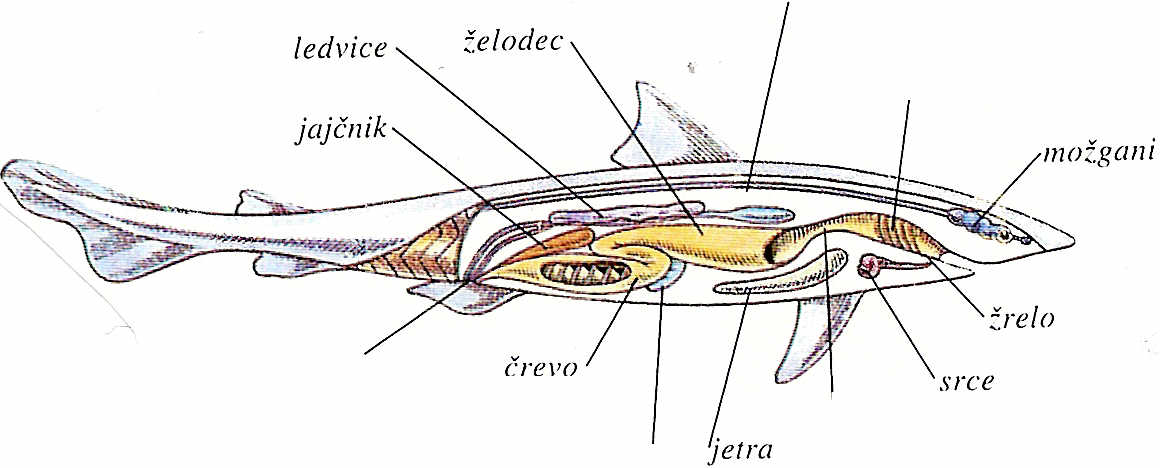 ledvice
želodec
jajčnik
možgani
žrelo
črevo
srce
jetra